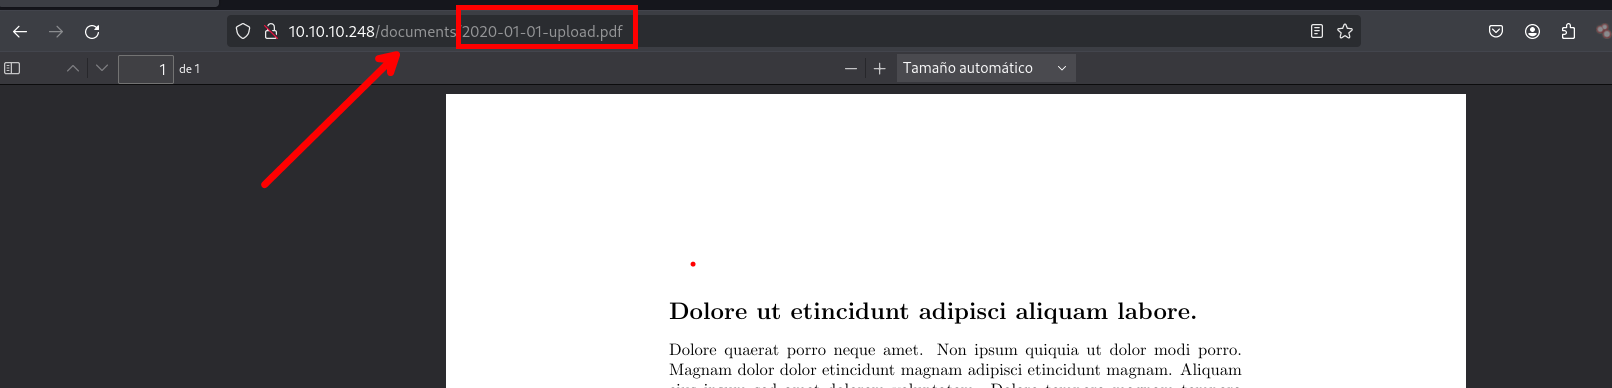 10.10.10.248/documents/2020-01-01-upload.pdf
1 de 1
Tamaño automático
Dolore ut etincidunt adipisci aliquam labore.
Dolore quaerat porro neque amet. Non ipsum quiquia ut dolor modi porro.
Magnam dolor dolor etincidunt magnam adipisci etincidunt magnam. Aliquam